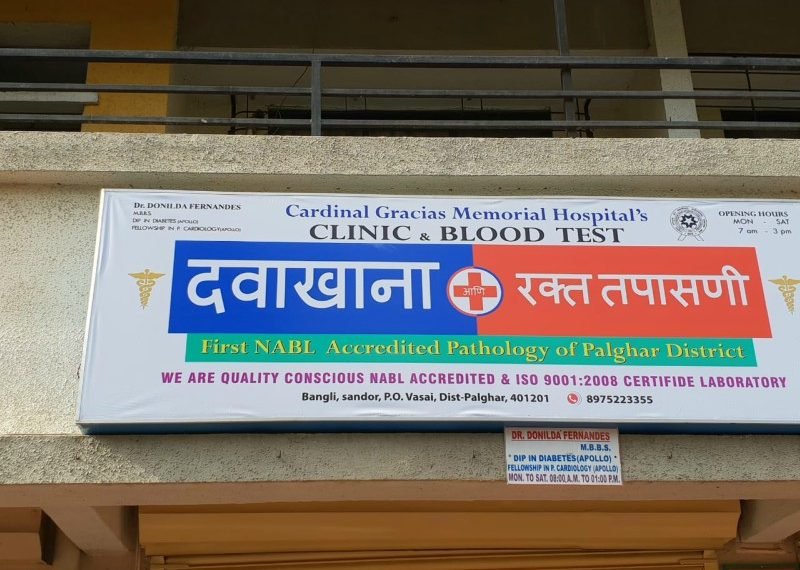 Dr. DONILDA FERNANDES
M.B.B.S
DIP IN DIABETES (APOLLO)
FELLOWSHIP IN P. CARDIOLOGY (APOLLO)
Cardinal Gracias Memorial Hospital's
CLINIC & BLOOD TEST
OPENING HOURS
MON - SAT
7 am - 3 pm
दवाखाना
आणि
रक्त तपासणी
First NABL Accredited Pathology of Palghar District
WE ARE QUALITY CONSCIOUS NABL ACCREDITED & ISO 9001:2008 CERTIFIDE LABORATORY
Bangli, sandor, P.O. Vasai, Dist-Palghar, 401201 8975223355
DR. DONILDA FERNANDES
M.B.B.S.
* DIP IN DIABETES (APOLLO) *
FELLOWSHIP IN P. CARDIOLOGY (APOLLO)
MON. TO SAT. 08:00 A.M. TO 01:00 P.M.